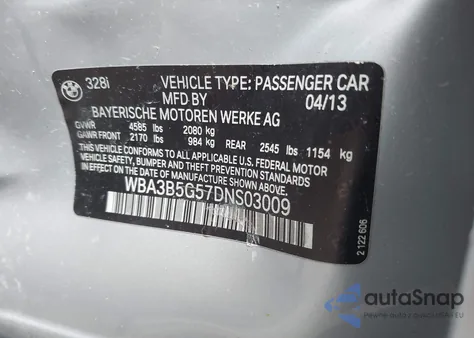 328i
VEHICLE TYPE: PASSENGER CAR
MFD BY 04/13
BAYERISCHE MOTOREN WERKE AG
GVWR 4585 lbs 2080 kg
GAWR FRONT 2170 lbs 984 kg REAR 2545 lbs 1154 kg
THIS VEHICLE CONFORMS TO ALL APPLICABLE U.S. FEDERAL MOTOR
VEHICLE SAFETY, BUMPER AND THEFT PREVENTION STANDARDS
IN EFFECT ON THE DATE OF MANUFACTURE SHOWN ABOVE.
WBA3B5G57DNS03009
2 122 606
autoSnap